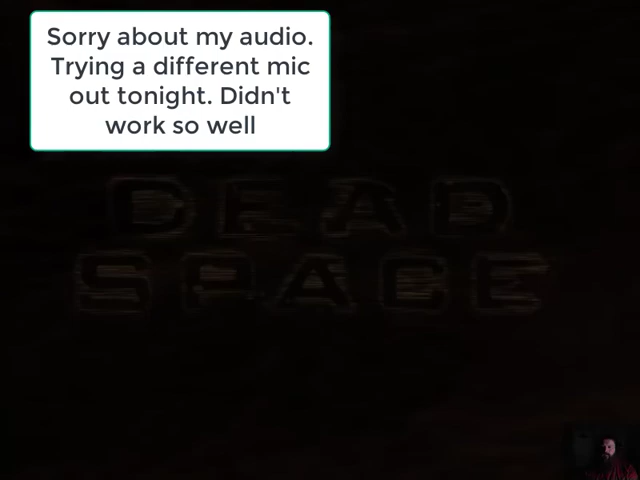 Sorry about my audio.
Trying a different mic
out tonight. Didn't
work so well
DEAD
SPACE